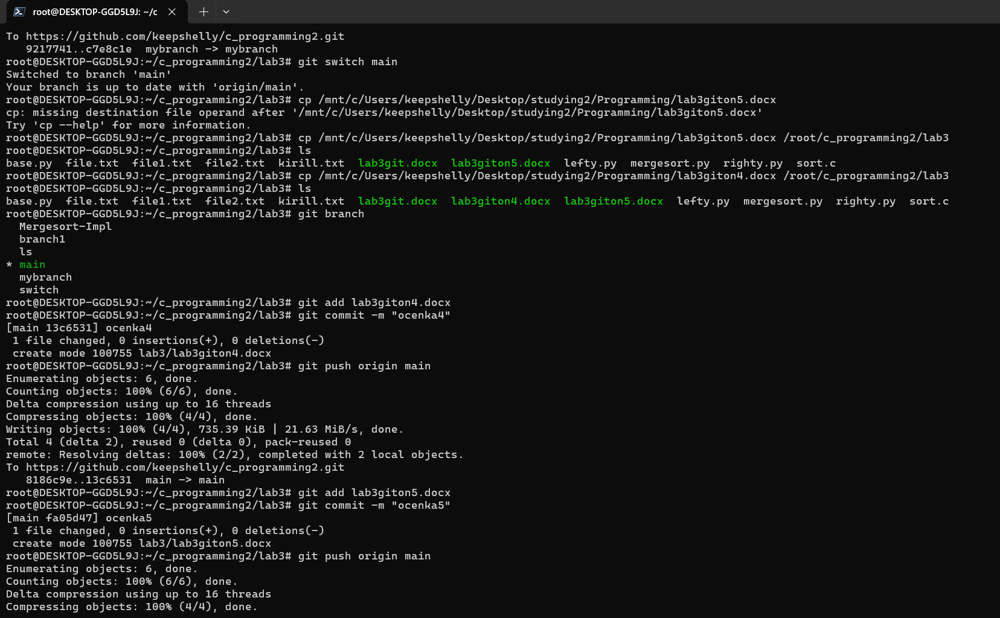 root@DESKTOP-GGD5L9J: ~/c
To https://github.com/keepshelly/c_programming2.git
   9217741..c7e8c1e  mybranch -> mybranch
root@DESKTOP-GGD5L9J:~/c_programming2/lab3# git switch main
Switched to branch 'main'
Your branch is up to date with 'origin/main'.
root@DESKTOP-GGD5L9J:~/c_programming2/lab3# cp /mnt/c/Users/keepshelly/Desktop/studying2/Programming/lab3giton5.docx
cp: missing destination file operand after '/mnt/c/Users/keepshelly/Desktop/studying2/Programming/lab3giton5.docx'
Try 'cp --help' for more information.
root@DESKTOP-GGD5L9J:~/c_programming2/lab3# cp /mnt/c/Users/keepshelly/Desktop/studying2/Programming/lab3giton5.docx /root/c_programming2/lab3
root@DESKTOP-GGD5L9J:~/c_programming2/lab3# ls
base.py  file.txt  file1.txt  file2.txt  kirill.txt  lab3git.docx  lab3giton5.docx  lefty.py  mergesort.py  righty.py  sort.c
root@DESKTOP-GGD5L9J:~/c_programming2/lab3# cp /mnt/c/Users/keepshelly/Desktop/studying2/Programming/lab3giton4.docx /root/c_programming2/lab3
root@DESKTOP-GGD5L9J:~/c_programming2/lab3# ls
base.py  file.txt  file1.txt  file2.txt  kirill.txt  lab3git.docx  lab3giton4.docx  lab3giton5.docx  lefty.py  mergesort.py  righty.py  sort.c
root@DESKTOP-GGD5L9J:~/c_programming2/lab3# git branch
  Mergesort-Impl
  branch1
  ls
* main
  mybranch
  switch
root@DESKTOP-GGD5L9J:~/c_programming2/lab3# git add lab3giton4.docx
root@DESKTOP-GGD5L9J:~/c_programming2/lab3# git commit -m "ocenka4"
[main 13c6531] ocenka4
 1 file changed, 0 insertions(+), 0 deletions(-)
 create mode 100755 lab3/lab3giton4.docx
root@DESKTOP-GGD5L9J:~/c_programming2/lab3# git push origin main
Enumerating objects: 6, done.
Counting objects: 100% (6/6), done.
Delta compression using up to 16 threads
Compressing objects: 100% (4/4), done.
Writing objects: 100% (4/4), 735.39 KiB | 21.63 MiB/s, done.
Total 4 (delta 2), reused 0 (delta 0), pack-reused 0
remote: Resolving deltas: 100% (2/2), completed with 2 local objects.
To https://github.com/keepshelly/c_programming2.git
   8186c9e..13c6531  main -> main
root@DESKTOP-GGD5L9J:~/c_programming2/lab3# git add lab3giton5.docx
root@DESKTOP-GGD5L9J:~/c_programming2/lab3# git commit -m "ocenka5"
[main fa05d47] ocenka5
 1 file changed, 0 insertions(+), 0 deletions(-)
 create mode 100755 lab3/lab3giton5.docx
root@DESKTOP-GGD5L9J:~/c_programming2/lab3# git push origin main
Enumerating objects: 6, done.
Counting objects: 100% (6/6), done.
Delta compression using up to 16 threads
Compressing objects: 100% (4/4), done.